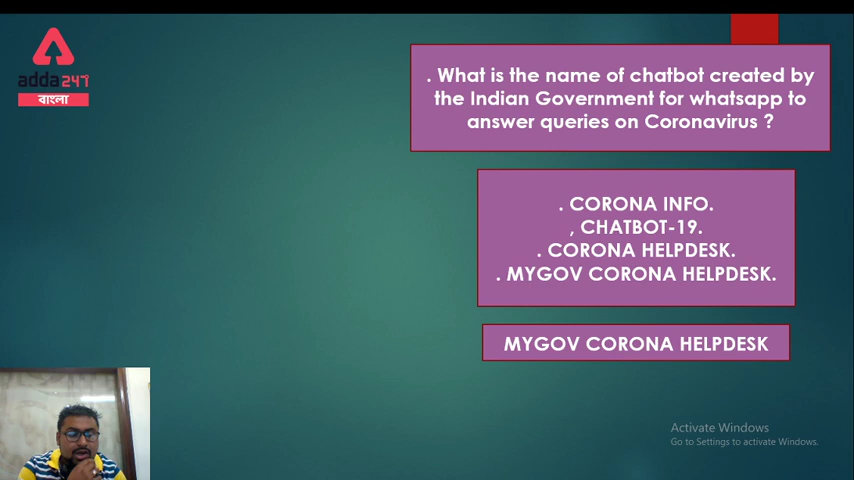 adda247
বাংলা
. What is the name of chatbot created by
the Indian Government for whatsapp to
answer queries on Coronavirus ?
. CORONA INFO.
, CHATBOT-19.
. CORONA HELPDESK.
. MYGOV CORONA HELPDESK.
MYGOV CORONA HELPDESK
Activate Windows
Go to Settings to activate Windows.